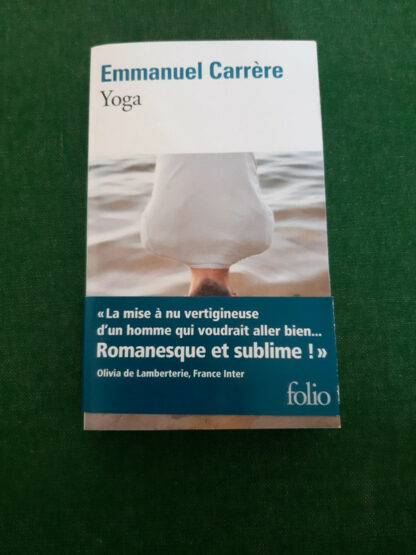 Emmanuel Carrère
Yoga
« La mise à nu vertigineuse
d'un homme qui voudrait aller bien...
Romanesque et sublime ! »
Olivia de Lamberterie, France Inter
folio